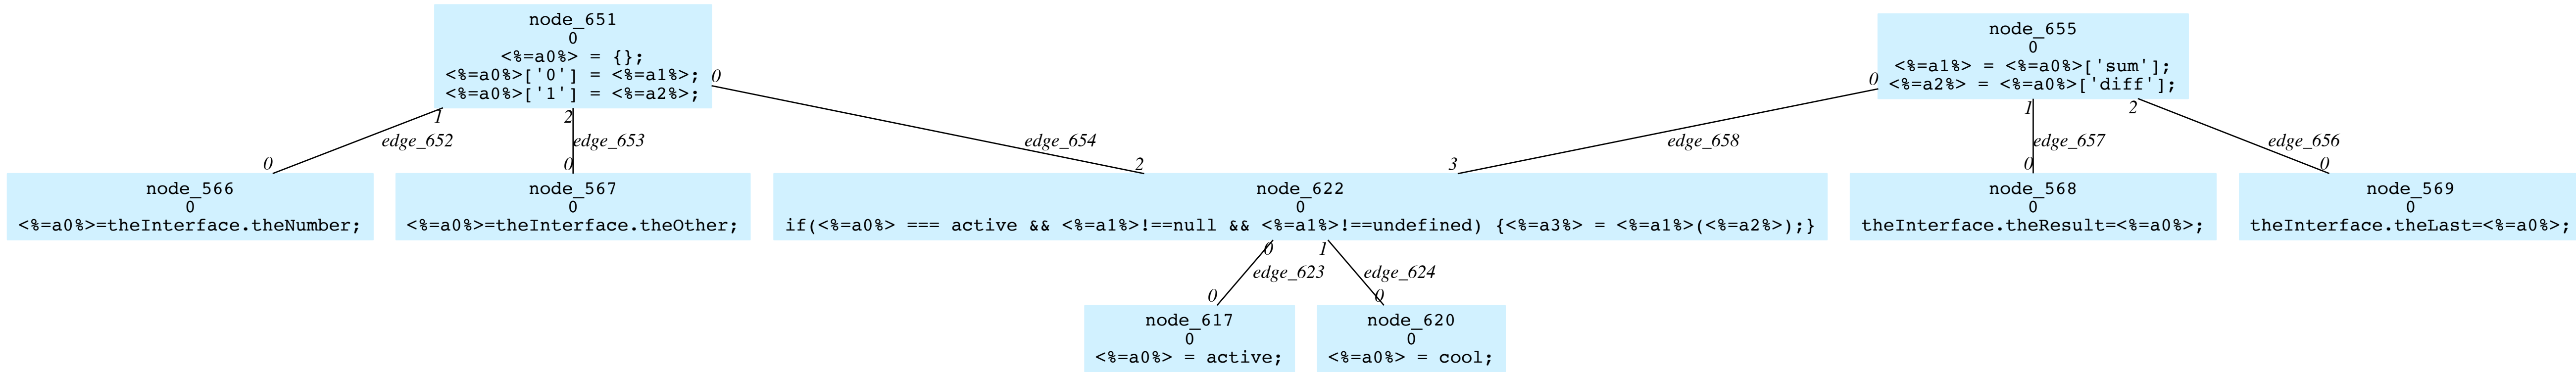 node_651
0
<%=a0%> = {};
<%=a0%>['0'] = <%=a1%>;
<%=a0%>['1'] = <%=a2%>;
0
1
2
node_655
0
<%=a1%> = <%=a0%>['sum'];
<%=a2%> = <%=a0%>['diff'];
0
1
2
edge_652
edge_653
edge_654
edge_658
edge_657
edge_656
0
0
2
3
0
0
node_566
0
<%=a0%>=theInterface.theNumber;
node_567
0
<%=a0%>=theInterface.theOther;
node_622
0
if(<%=a0%> === active && <%=a1%>!==null && <%=a1%>!==undefined) {<%=a3%> = <%=a1%>(<%=a2%>);}
node_568
0
theInterface.theResult=<%=a0%>;
node_569
0
theInterface.theLast=<%=a0%>;
0
1
edge_623
edge_624
0
0
node_617
0
<%=a0%> = active;
node_620
0
<%=a0%> = cool;